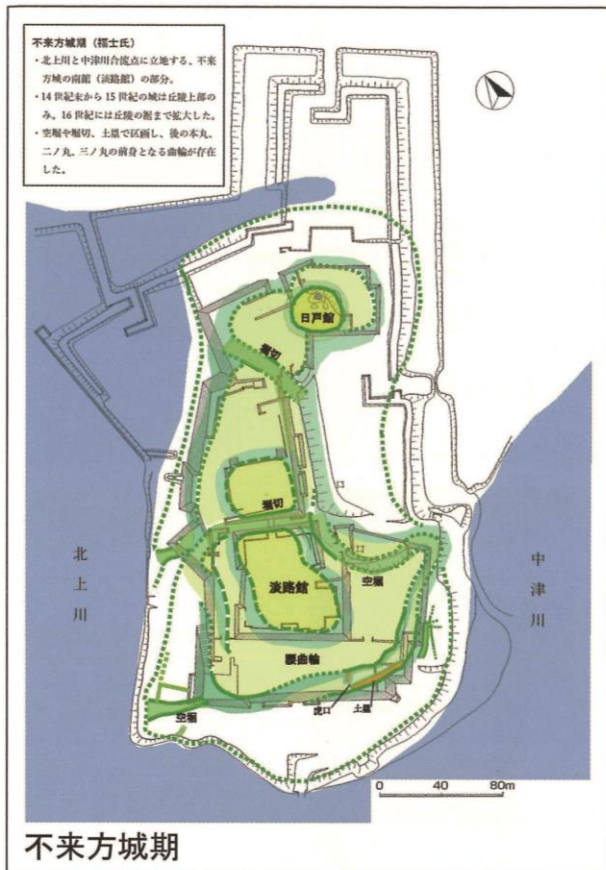 不来方城期（福士氏）
・北上川と中津川合流点に立地する、不来
方城の南館（淡路館）の部分。
・14世紀末から15世紀の城は丘陵上部の
み。16世紀には丘陵の裾まで拡大した。
・空堀や堀切、土塁で区画し、後の本丸、
二ノ丸、三ノ丸の前身となる曲輪が存在
した。
日戸館
堀切
堀切
北上川
淡路館
空堀
中津川
腰曲輪
虎口
土塁
空堀
0 40 80m
不来方城期